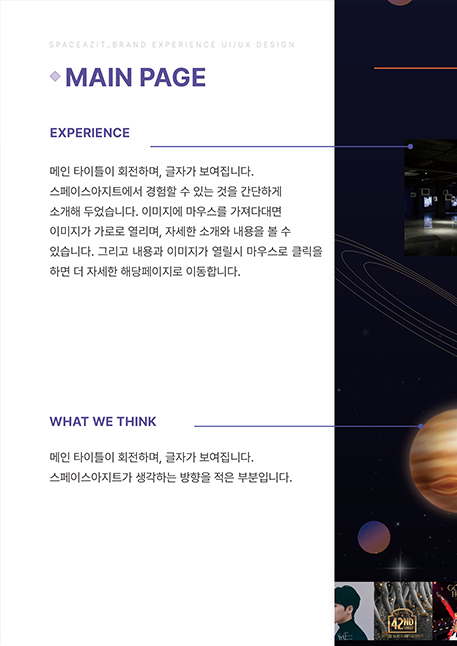 SPACEAZIT_BRAND EXPERIENCE UI/UX DESIGN
MAIN PAGE
EXPERIENCE
메인 타이틀이 회전하며, 글자가 보여집니다.
스페이스아지트에서 경험할 수 있는 것을 간단하게
소개해 두었습니다. 이미지에 마우스를 가져다대면
이미지가 가로로 열리며, 자세한 소개와 내용을 볼 수
있습니다. 그리고 내용과 이미지가 열릴시 마우스로 클릭을
하면 더 자세한 해당페이지로 이동합니다.
WHAT WE THINK
메인 타이틀이 회전하며, 글자가 보여집니다.
스페이스아지트가 생각하는 방향을 적은 부분입니다.
42ND